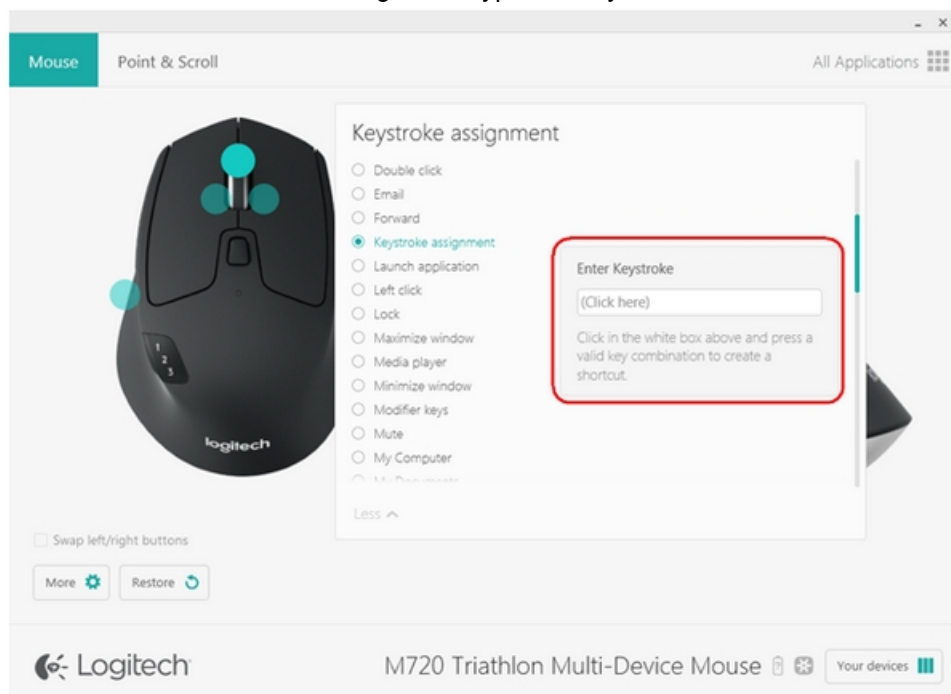 Mouse
Point & Scroll
All Applications
Keystroke assignment
Double click
Email
Forward
Keystroke assignment
Launch application
Left click
Lock
Maximize window
Media player
Minimize window
Modifier keys
Mute
My Computer
My Documents
Less
Enter Keystroke
(Click here)
Click in the white box above and press a
valid key combination to create a
shortcut.
1
2
3
logitech
Swap left/right buttons
More
Restore
Logitech
M720 Triathlon Multi-Device Mouse
Your devices